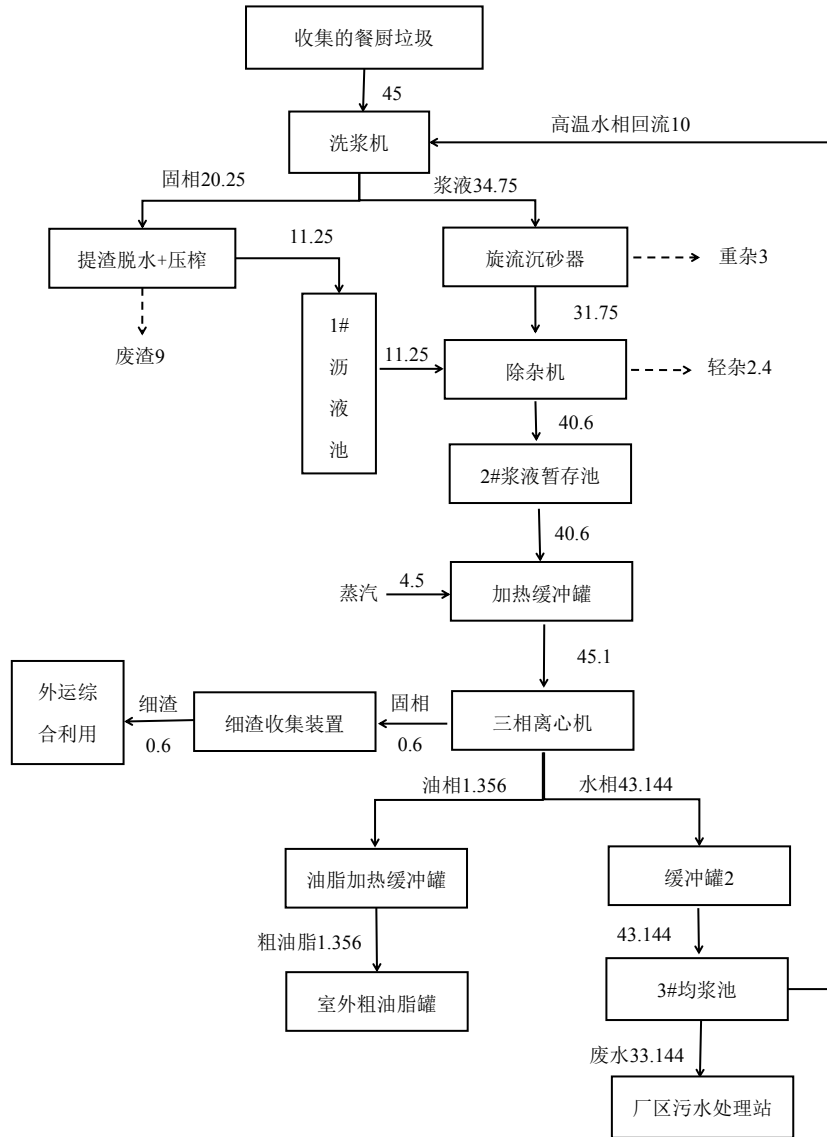 收集的餐厨垃圾
45
高温水相回流10
洗浆机
固相20.25
浆液34.75
提渣脱水+压榨
11.25
旋流沉砂器
重杂3
废渣9
1#
沥
液
池
31.75
11.25
除杂机
轻杂2.4
40.6
2#浆液暂存池
40.6
蒸汽
4.5
加热缓冲罐
45.1
外运综
合利用
细渣
0.6
细渣收集装置
固相
0.6
三相离心机
油相1.356
水相43.144
油脂加热缓冲罐
缓冲罐2
粗油脂1.356
43.144
室外粗油脂罐
3#均浆池
废水33.144
厂区污水处理站